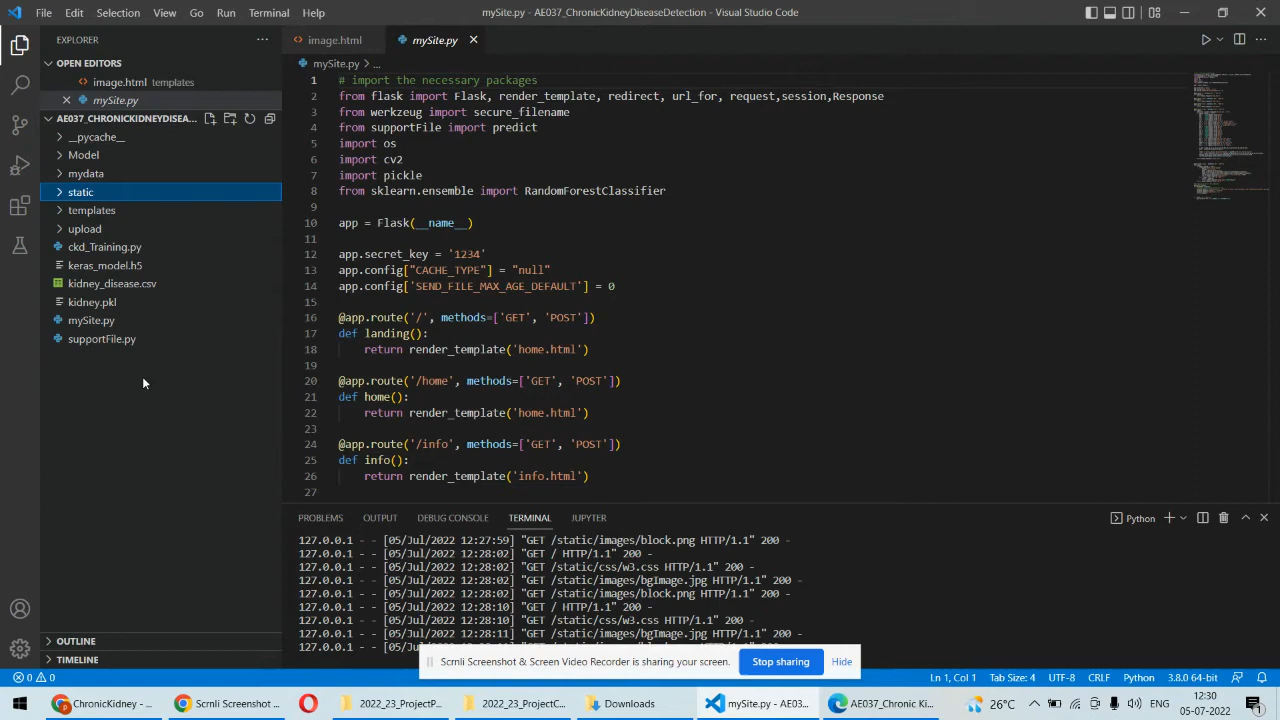 File Edit Selection View Go Run Terminal Help
mySite.py - AE037_ChronicKidneyDiseaseDetection - Visual Studio Code
EXPLORER
OPEN EDITORS
image.html templates
mySite.py
AE037_CHRONICKIDNEYDISEA...
__pycache__
Model
mydata
static
templates
upload
ckd_Training.py
keras_model.h5
kidney_disease.csv
kidney.pkl
mySite.py
supportFile.py
OUTLINE
TIMELINE
image.html
mySite.py
mySite.py > ...
1 # import the necessary packages
2 from flask import Flask, render_template, redirect, url_for, request, session,Response
3 from werkzeug import secure_filename
4 from supportFile import predict
5 import os
6 import cv2
7 import pickle
8 from sklearn.ensemble import RandomForestClassifier
9
10 app = Flask(__name__)
11
12 app.secret_key = '1234'
13 app.config["CACHE_TYPE"] = "null"
14 app.config['SEND_FILE_MAX_AGE_DEFAULT'] = 0
15
16 @app.route('/', methods=['GET', 'POST'])
17 def landing():
18 return render_template('home.html')
19
20 @app.route('/home', methods=['GET', 'POST'])
21 def home():
22 return render_template('home.html')
23
24 @app.route('/info', methods=['GET', 'POST'])
25 def info():
26 return render_template('info.html')
27
PROBLEMS OUTPUT DEBUG CONSOLE TERMINAL JUPYTER
Python
127.0.0.1 - - [05/Jul/2022 12:27:59] "GET /static/images/block.png HTTP/1.1" 200 -
127.0.0.1 - - [05/Jul/2022 12:28:02] "GET / HTTP/1.1" 200 -
127.0.0.1 - - [05/Jul/2022 12:28:02] "GET /static/css/w3.css HTTP/1.1" 200 -
127.0.0.1 - - [05/Jul/2022 12:28:02] "GET /static/images/bgImage.jpg HTTP/1.1" 200 -
127.0.0.1 - - [05/Jul/2022 12:28:02] "GET /static/images/block.png HTTP/1.1" 200 -
127.0.0.1 - - [05/Jul/2022 12:28:10] "GET / HTTP/1.1" 200 -
127.0.0.1 - - [05/Jul/2022 12:28:10] "GET /static/css/w3.css HTTP/1.1" 200 -
127.0.0.1 - - [05/Jul/2022 12:28:11] "GET /static/images/bgImage.jpg HTTP/1.1" 200 -
Scrnli Screenshot & Screen Video Recorder is sharing your screen. Stop sharing Hide
0 0
Ln 1, Col 1 Tab Size: 4 UTF-8 CRLF Python 3.8.0 64-bit
ChronicKidney - ... Scrnli Screenshot ... 2022_23_ProjectP... 2022_23_Project... Downloads mySite.py - AE03... AE037_Chronic Ki...
26°C ENG 12:30
05-07-2022 1